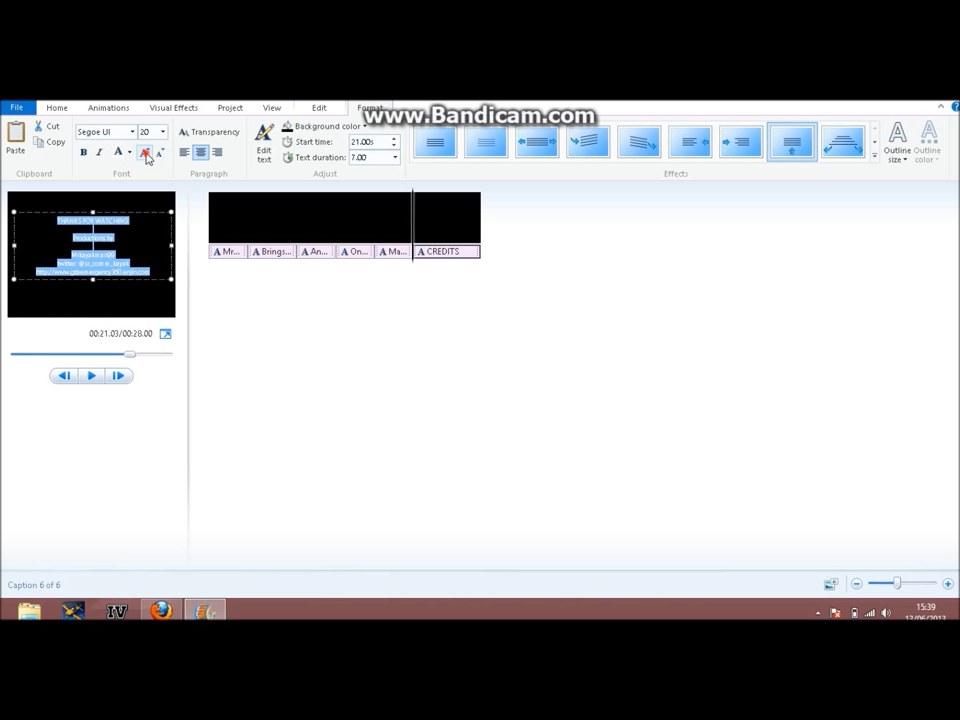 www.Bandicam.com
File Home Animations Visual Effects Project View Edit Format
Paste Cut Copy Clipboard
Segoe UI 20 Font
Transparency Paragraph
Edit text
Background color
Start time: 21.00s
Text duration: 7.00
Adjust
Effects
Outline size Outline color
THANKS FOR WATCHING
Productions by
00:21.03/00:28.00
Mr... Brings... An... On... Ma... CREDITS
Caption 6 of 6
IV
15:39